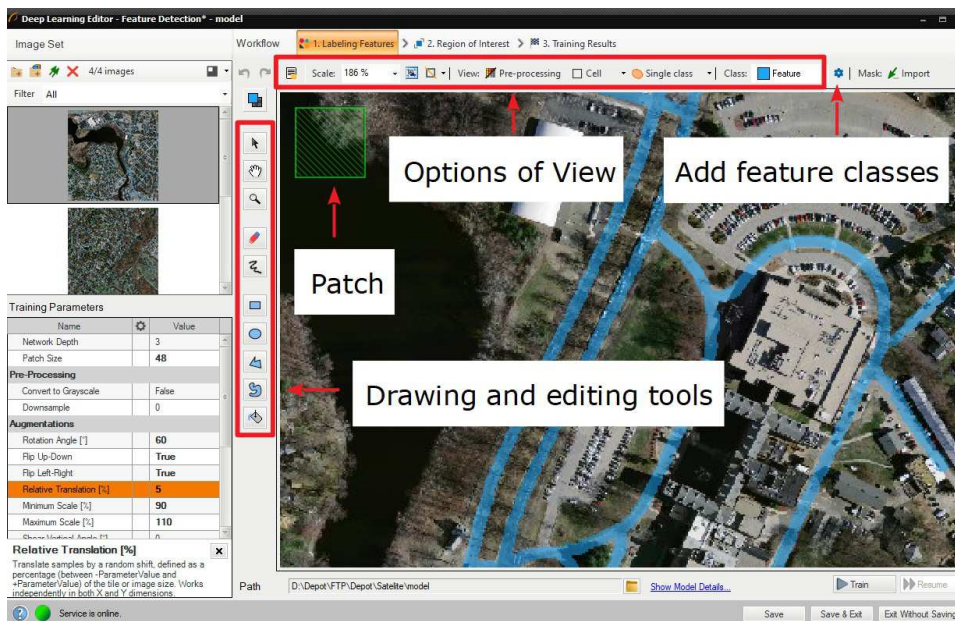 Deep Learning Editor - Feature Detection* - model
Image Set
Workflow
1. Labeling Features
2. Region of Interest
3. Training Results
4/4 images
Scale: 186 %
View: Pre-processing
Cell
Single class
Class: Feature
Mask: Import
Filter All
Options of View
Add feature classes
Patch
Drawing and editing tools
Training Parameters
Name Value
Network Depth 3
Patch Size 48
Pre-Processing
Convert to Grayscale False
Downsample 0
Augmentations
Rotation Angle [°] 60
Flip Up-Down True
Flip Left-Right True
Relative Translation [%] 5
Minimum Scale [%] 90
Maximum Scale [%] 110
Shear Vertical Angle [°] 0
Relative Translation [%]
Translate samples by a random shift, defined as a
percentage (between -ParameterValue and
+ParameterValue) of the tile or image size. Works
independently in both X and Y dimensions.
Path D:\Depot\FTP\Depot\Satelite\model
Show Model Details...
Train
Resume
Service is online.
Save
Save & Exit
Exit Without Saving